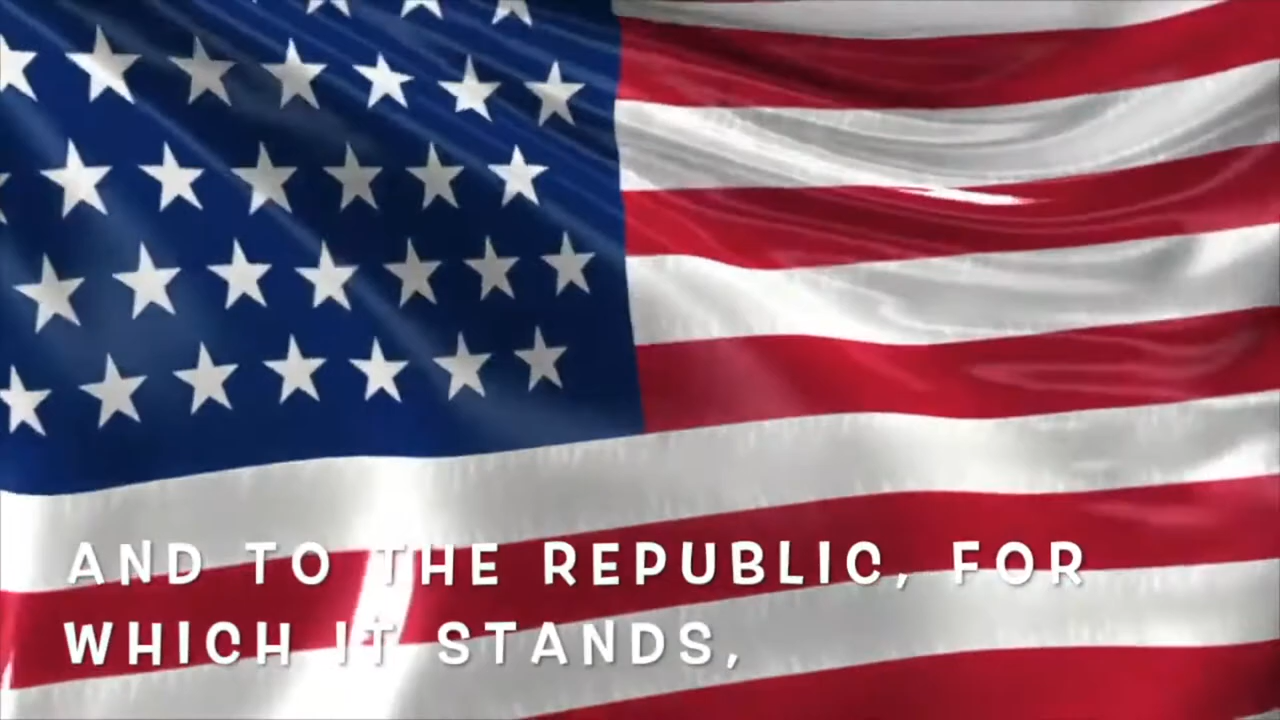 AND TO THE REPUBLIC, FOR
WHICH IT STANDS,